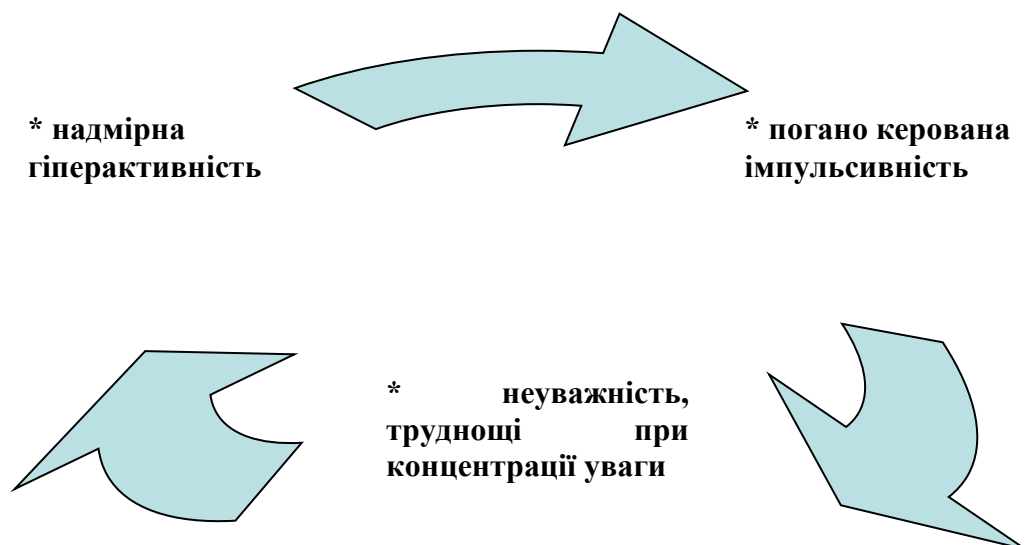 * надмірна
гіперактивність
* погано керована
імпульсивність
* неуважність,
труднощі при
концентрації уваги